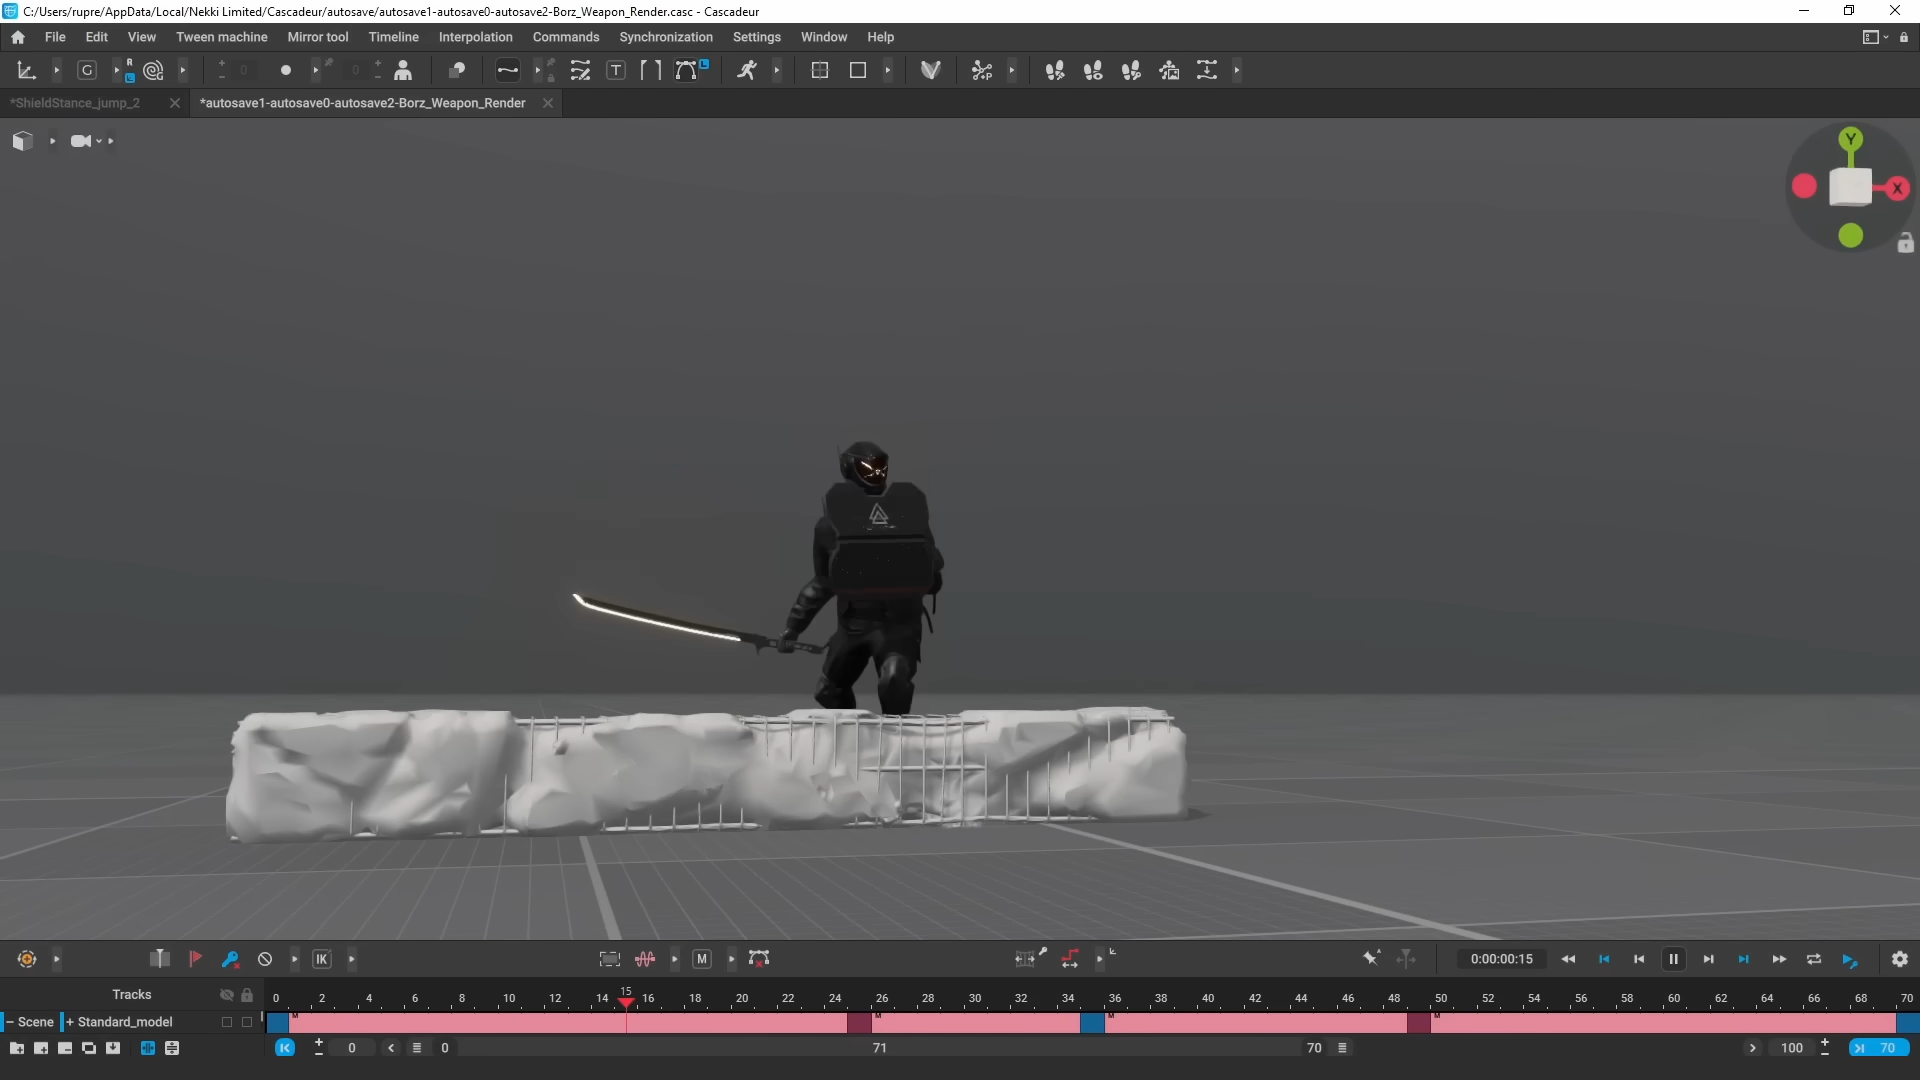 C:/Users/rupre/AppData/Local/Nekki Limited/Cascadeur/autosave/autosave1-autosave0-autosave2-Borz_Weapon_Render.casc - Cascadeur
File Edit View Tween machine Mirror tool Timeline Interpolation Commands Synchronization Settings Window Help
G R L 0 0 T L P
*ShieldStance_jump_2 *autosave1-autosave0-autosave2-Borz_Weapon_Render
Y
X
IK M 0:00:00:15
Tracks 0 2 4 6 8 10 12 14 15 16 18 20 22 24 26 28 30 32 34 36 38 40 42 44 46 48 50 52 54 56 58 60 62 64 66 68 70
M M M M
Scene Standard_model
0 0 71 70 100 70